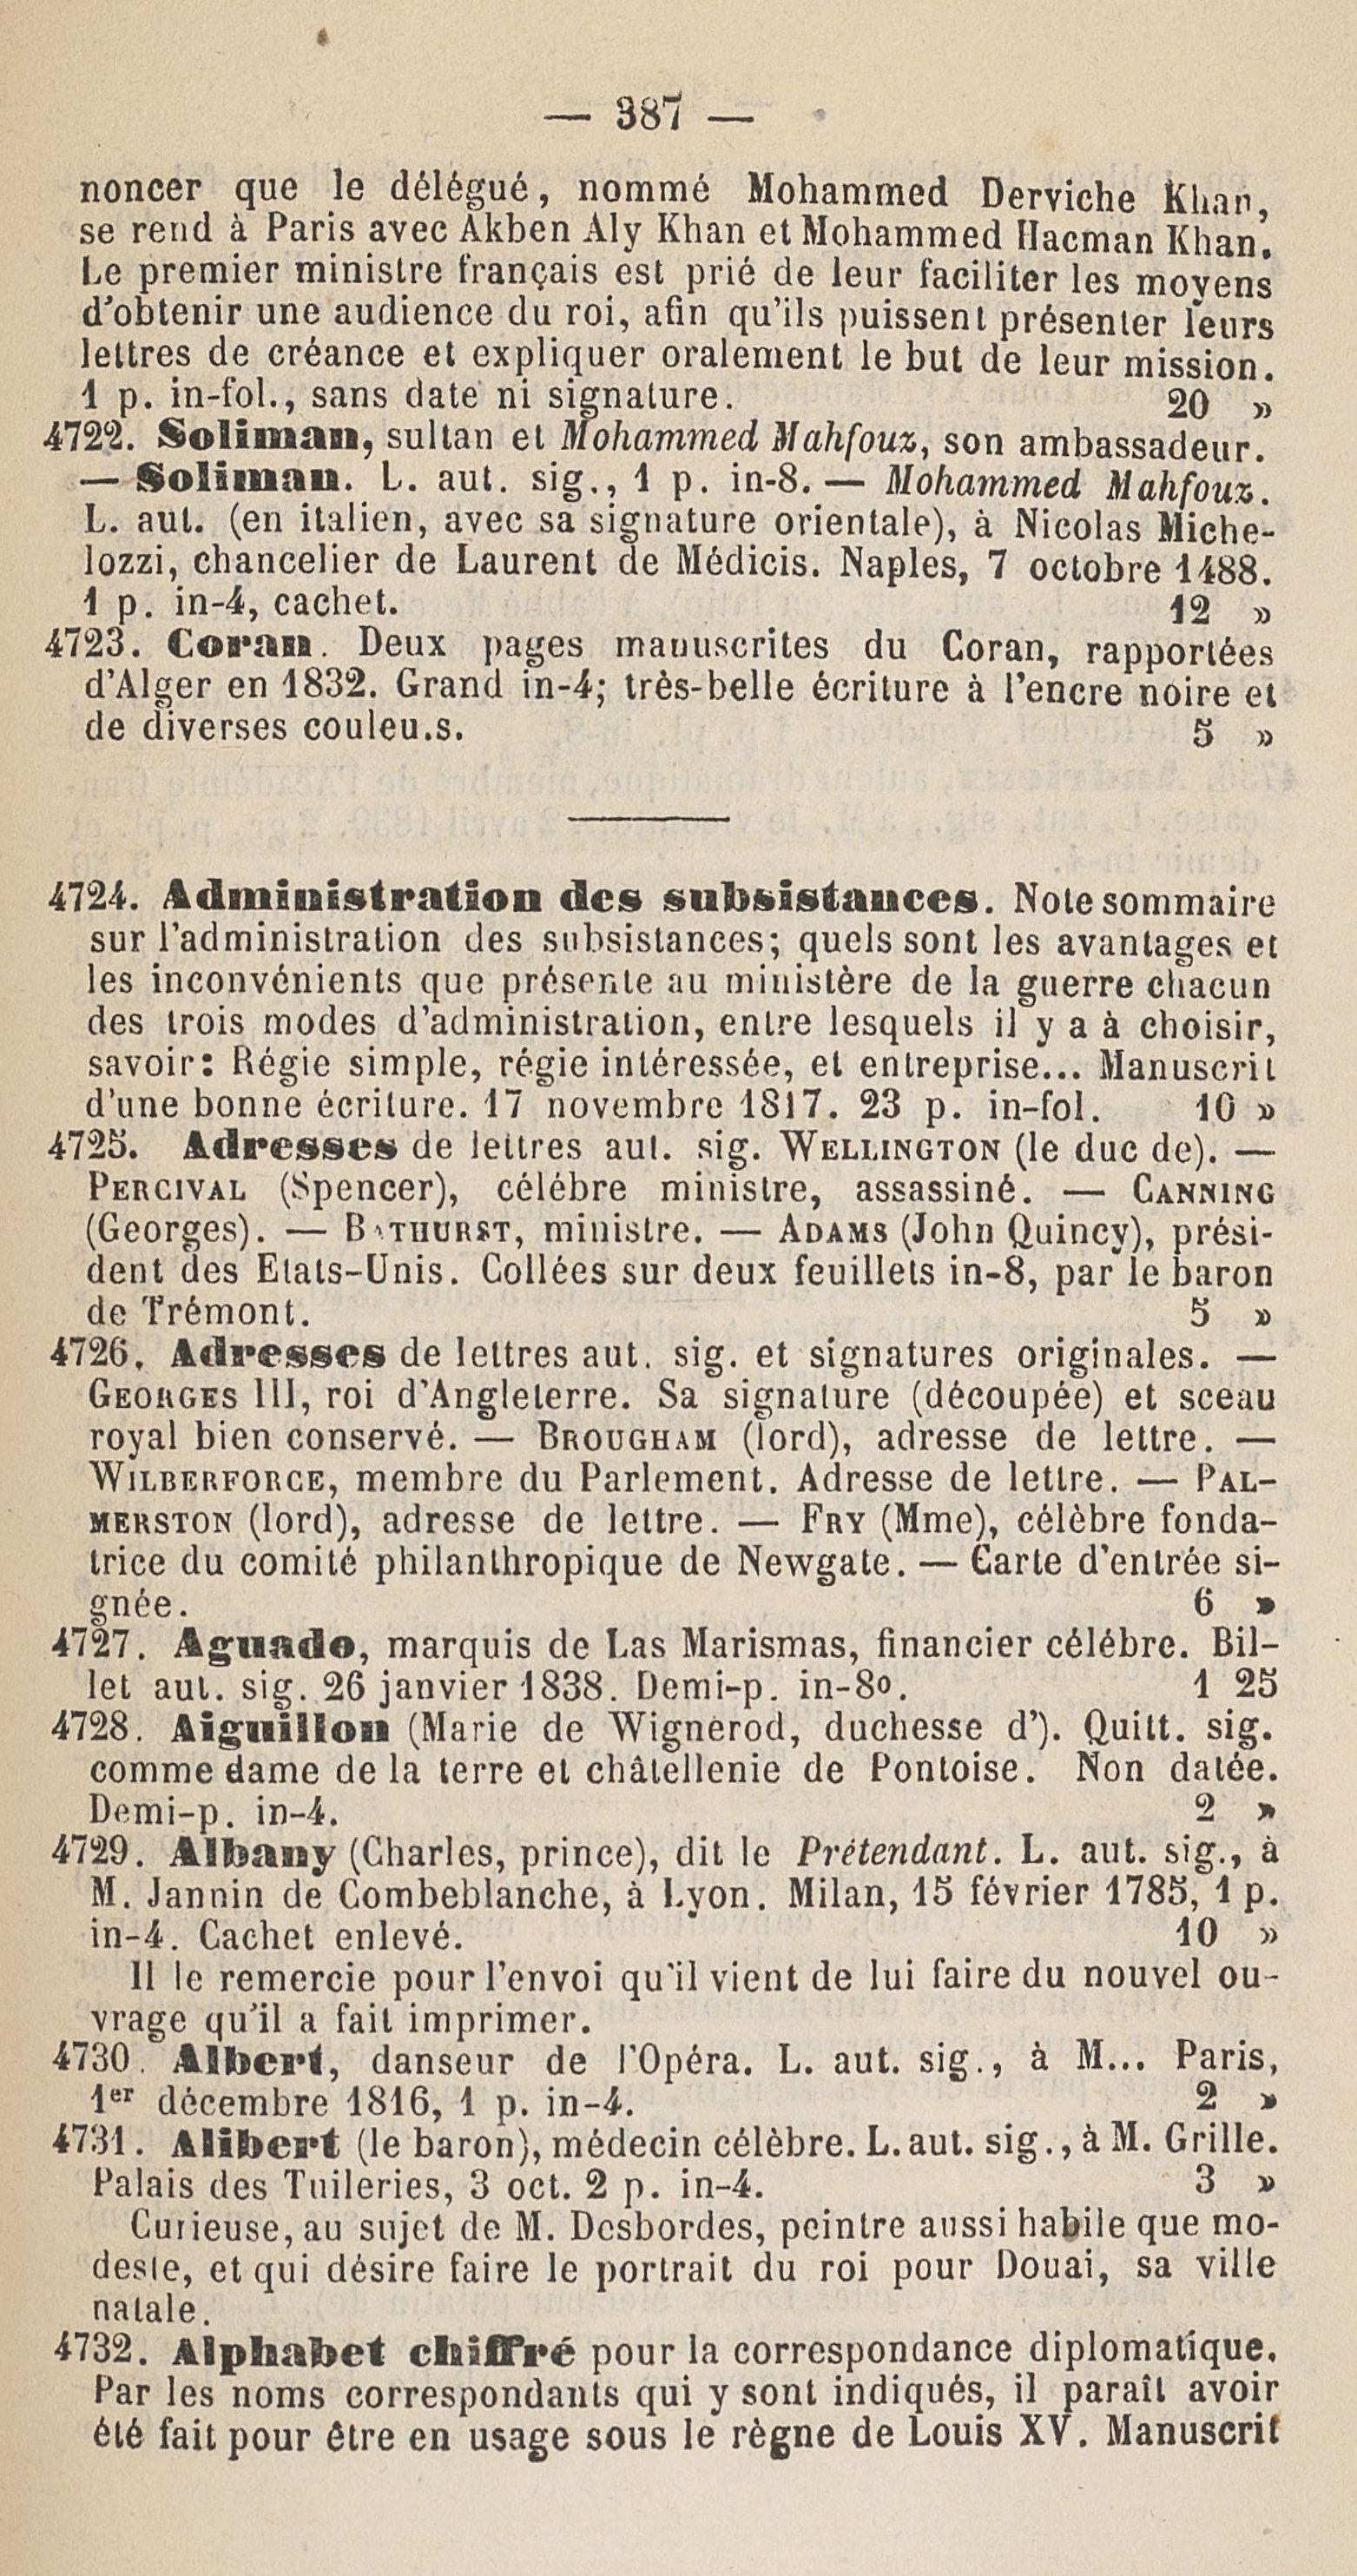 — 387 —
noncer que le délégué, nommé Mohammed Derviche Khan,
se rend à Paris avec Akben Aly Khan et Mohammed Hacman Khan.
Le premier ministre français est prié de leur faciliter les moyens
d'obtenir une audience du roi, afin qu'ils puissent présenter leurs
lettres de créance et expliquer oralement le but de leur mission.
1 p. in-fol., sans date ni signature. 20 »
4722. Soliman, sultan et Mohammed Mahfouz, son ambassadeur.
— Soliman. L. aut. sig., 1 p. in-8. — Mohammed Mahfouz.
L. aut. (en italien, avec sa signature orientale), à Nicolas Miche-
lozzi, chancelier de Laurent de Médicis. Naples, 7 octobre 1488.
1 p. in-4, cachet. 12 »
4723. Coran. Deux pages manuscrites du Coran, rapportées
d'Alger en 1832. Grand in-4; très-belle écriture à l'encre noire et
de diverses couleu.s. 5 »
4724. Administration des subsistances. Note sommaire
sur l'administration des subsistances; quels sont les avantages et
les inconvénients que présente au ministère de la guerre chacun
des trois modes d'administration, entre lesquels il y a à choisir,
savoir: Régie simple, régie intéressée, et entreprise... Manuscrit
d'une bonne écriture. 17 novembre 1817. 23 p. in-fol. 10 »
4725. Adresses de lettres aut. sig. WELLINGTON (le duc de). —
PERCIVAL (Spencer), célébre ministre, assassiné. — CANNING
(Georges). — BATHURST, ministre. — ADAMS (John Quincy), prési-
dent des Etats-Unis. Collées sur deux feuillets in-8, par le baron
de Trémont. 5 »
4726. Adresses de lettres aut. sig. et signatures originales. —
GEORGES III, roi d'Angleterre. Sa signature (découpée) et sceau
royal bien conservé. — BROUGHAM (lord), adresse de lettre. —
WILBERFORCE, membre du Parlement. Adresse de lettre. — PAL-
MERSTON (lord), adresse de lettre. — FRY (Mme), célèbre fonda-
trice du comité philanthropique de Newgate. — Carte d'entrée si-
gnée. 6 »
4727. Aguado, marquis de Las Marismas, financier célébre. Bil-
let aut. sig. 26 janvier 1838. Demi-p. in-8o. 1 25
4728. Aiguillon (Marie de Wignerod, duchesse d'). Quitt. sig.
comme dame de la terre et châtellenie de Pontoise. Non datée.
Demi-p. in-4. 2 »
4729. Albany (Charles, prince), dit le Prétendant. L. aut. sig., à
M. Jannin de Combeblanche, à Lyon. Milan, 15 février 1785, 1 p.
in-4. Cachet enlevé. 10 »
Il le remercie pour l'envoi qu'il vient de lui faire du nouvel ou-
vrage qu'il a fait imprimer.
4730. Albert, danseur de l'Opéra. L. aut. sig., à M... Paris,
1er décembre 1816, 1 p. in-4. 2 »
4731. Alibert (le baron), médecin célèbre. L. aut. sig., à M. Grille.
Palais des Tuileries, 3 oct. 2 p. in-4. 3 »
Curieuse, au sujet de M. Desbordes, peintre aussi habile que mo-
deste, et qui désire faire le portrait du roi pour Douai, sa ville
natale.
4732. Alphabet chiffré pour la correspondance diplomatique.
Par les noms correspondants qui y sont indiqués, il paraît avoir
été fait pour être en usage sous le règne de Louis XV. Manuscrit